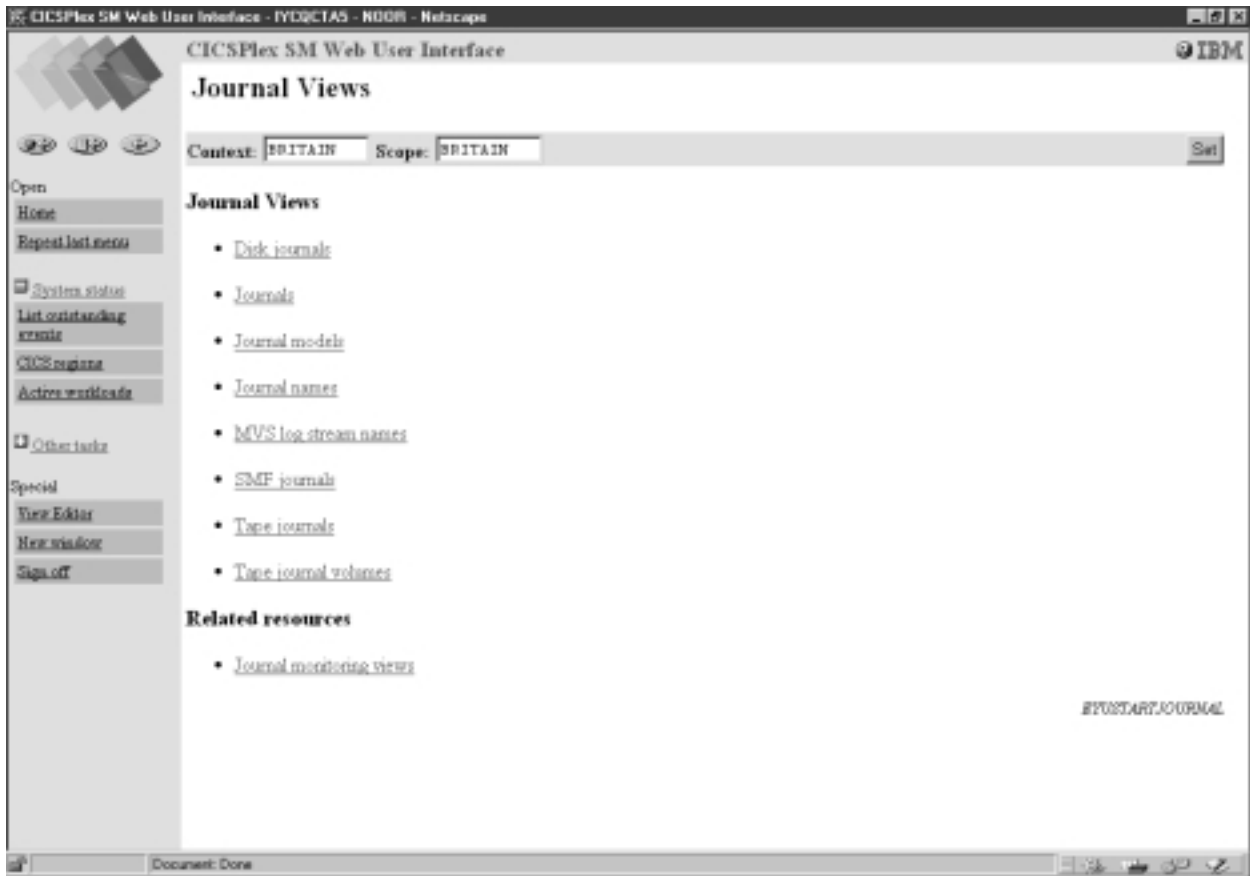 CICSPlex SM Web User Interface - IYCQCTA5 - NOOR - Netscape
CICSPlex SM Web User Interface
IBM
Journal Views
Context: BRITAIN Scope: BRITAIN Set
Open
Home
Repeat last menu
System status
List outstanding
events
CICS regions
Active workloads
Other tasks
Special
View Editor
New window
Sign off
Journal Views
• Disk journals
• Journals
• Journal models
• Journal names
• MVS log stream names
• SMF journals
• Tape journals
• Tape journal volumes
Related resources
• Journal monitoring views
EYUSTARTJOURNAL
Document: Done